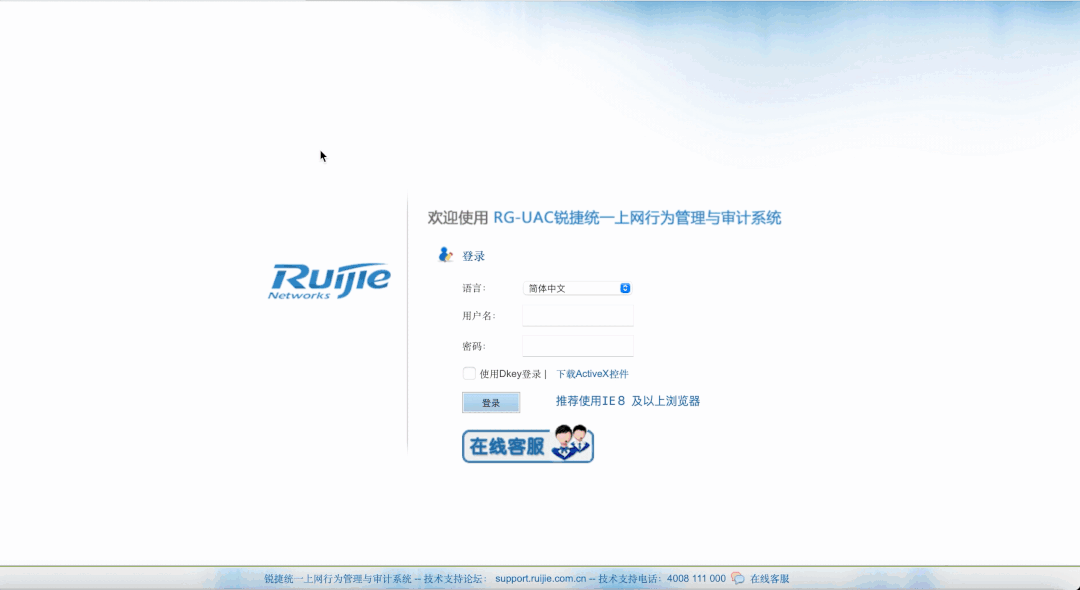 欢迎使用 RG-UAC锐捷统一上网行为管理与审计系统
登录
Ruijie
Networks
语言： 简体中文
用户名：
密码：
使用Dkey登录 | 下载ActiveX控件
登录 推荐使用IE8 及以上浏览器
在线客服
锐捷统一上网行为管理与审计系统 -- 技术支持论坛： support.ruijie.com.cn -- 技术支持电话：4008 111 000 在线客服